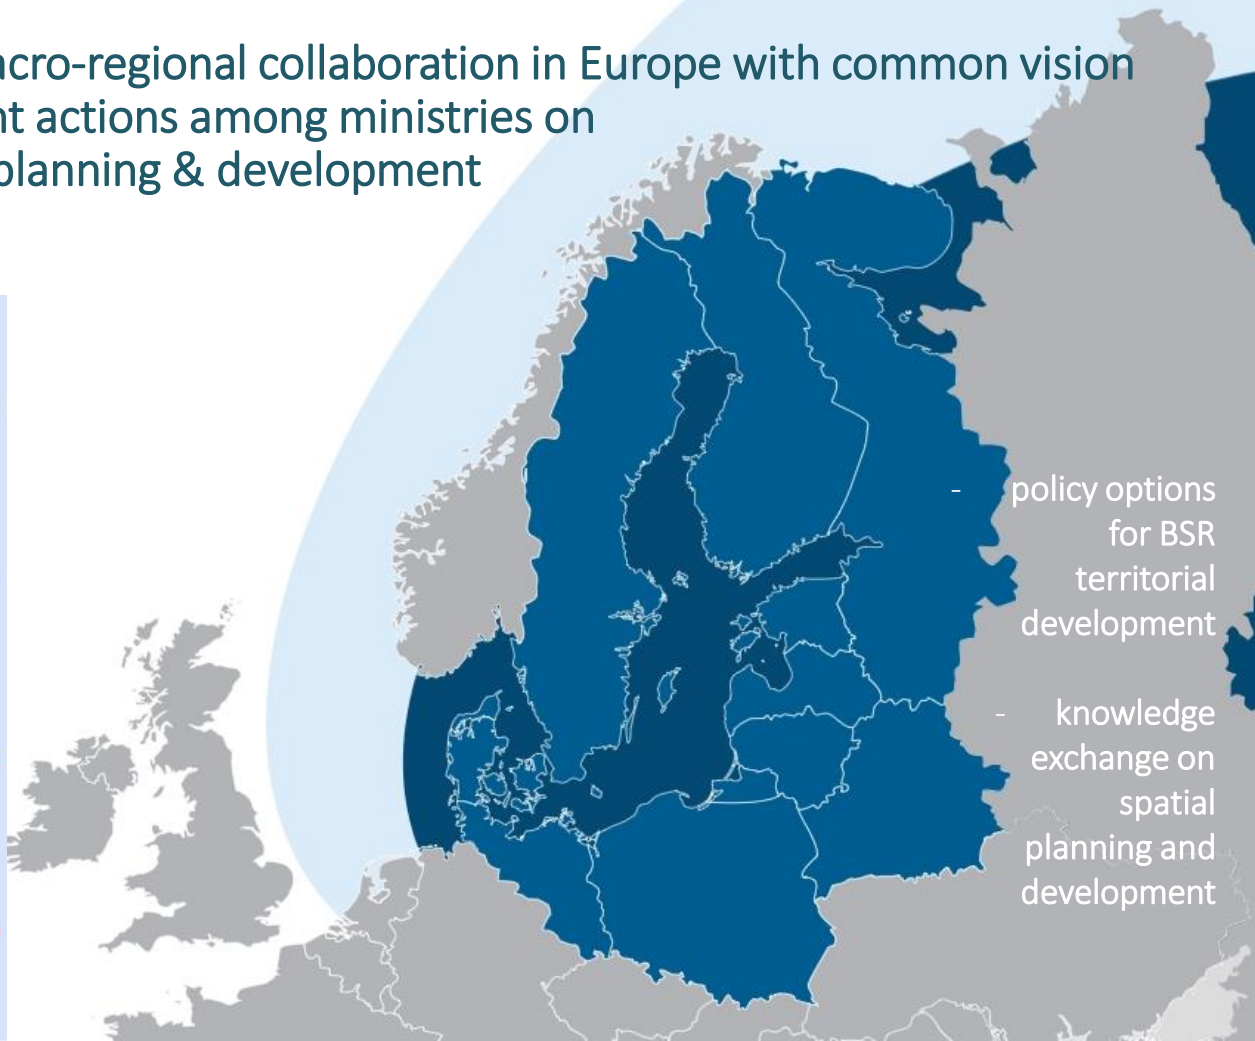 acro-regional collaboration in Europe with common vision
nt actions among ministries on
planning & development
- policy options
for BSR
territorial
development
- knowledge
exchange on
spatial
planning and
development